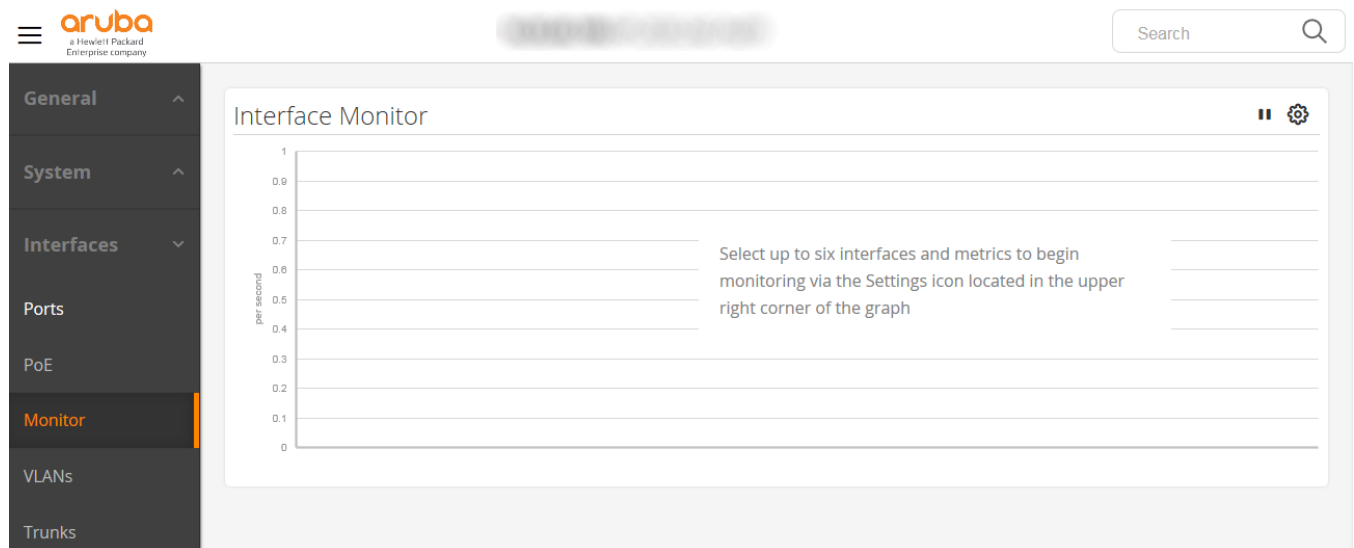 aruba
a Hewlett Packard
Enterprise company
Search
General
System
Interfaces
Ports
PoE
Monitor
VLANs
Trunks
Interface Monitor
per second
1
0.9
0.8
0.7
0.6
0.5
0.4
0.3
0.2
0.1
0
Select up to six interfaces and metrics to begin
monitoring via the Settings icon located in the upper
right corner of the graph